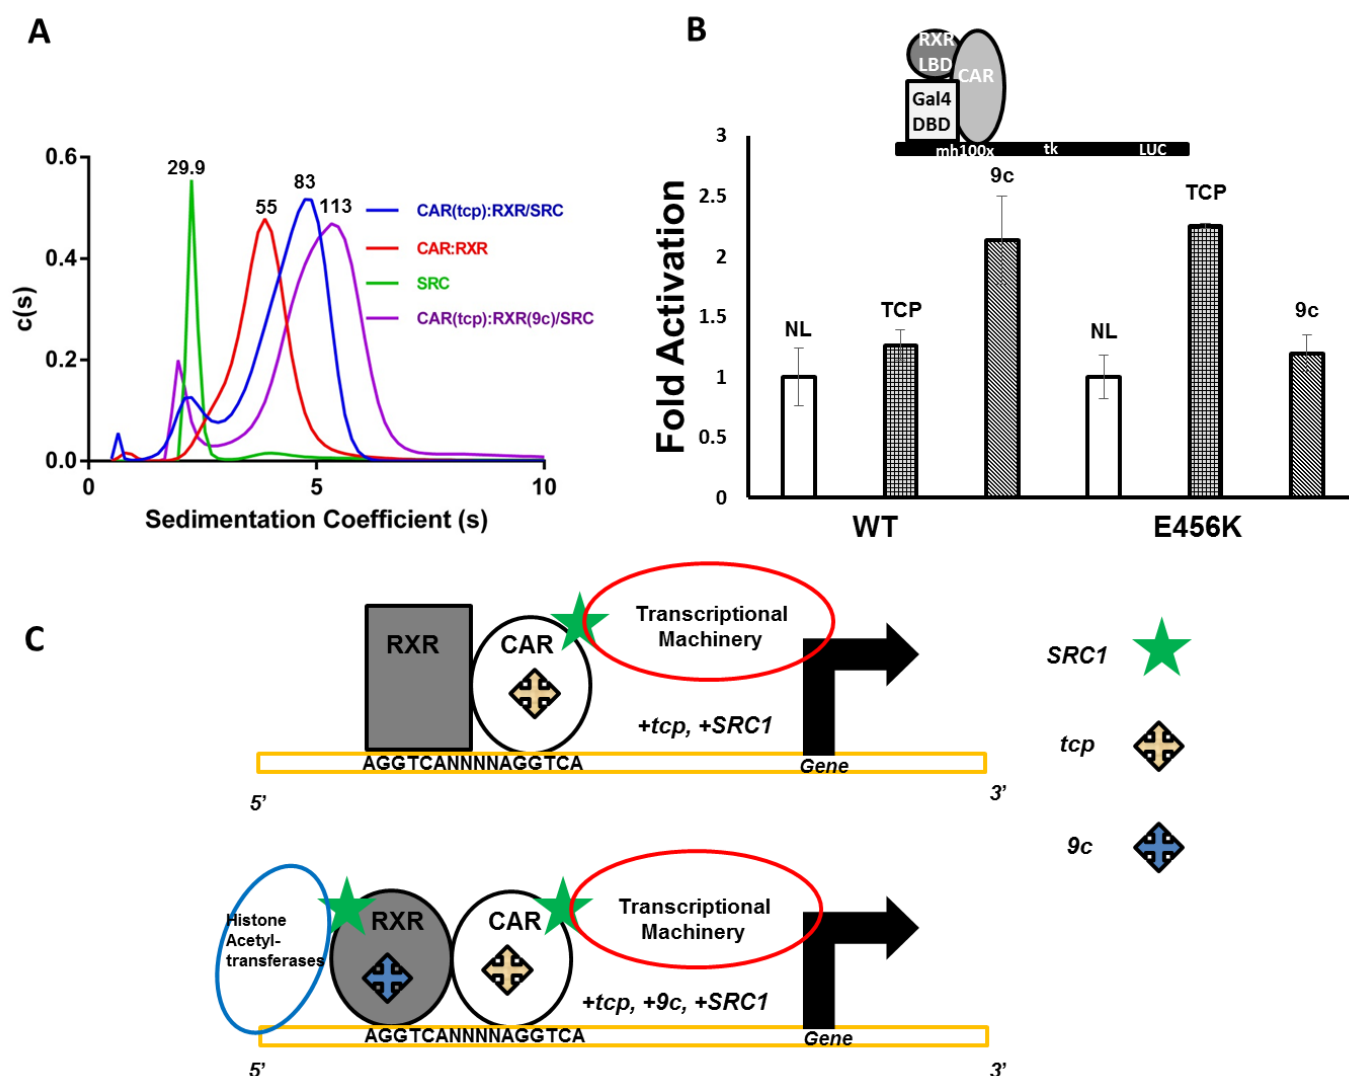 A
0.6
0.4
0.2
0.0
c(s)
29.9
55
83
113
CAR(tcp):RXR/SRC
CAR:RXR
SRC
CAR(tcp):RXR(9c)/SRC
0
5
10
Sedimentation Coefficient (s)
B
RXR
LBD
CAR
Gal4
DBD
mh100x
tk
LUC
3
2.5
2
1.5
1
0.5
0
Fold Activation
NL
TCP
9c
NL
TCP
9c
WT
E456K
C
RXR
CAR
Transcriptional
Machinery
+tcp, +SRC1
AGGTCANNNNAGGTCA
Gene
5’
3’
SRC1
tcp
9c
Histone
Acetyl-
transferases
RXR
CAR
Transcriptional
Machinery
+tcp, +9c, +SRC1
AGGTCANNNNAGGTCA
Gene
5’
3’